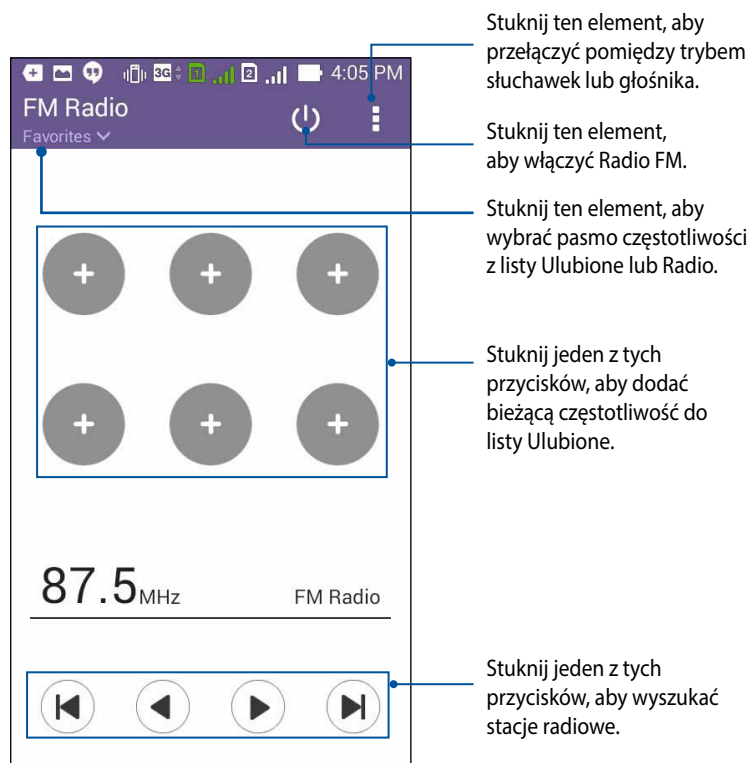 Stuknij ten element, aby
przełączyć pomiędzy trybem
słuchawek lub głośnika.
3G 1 2 4:05 PM
FM Radio
Favorites
Stuknij ten element,
aby włączyć Radio FM.
Stuknij ten element, aby
wybrać pasmo częstotliwości
z listy Ulubione lub Radio.
Stuknij jeden z tych
przycisków, aby dodać
bieżącą częstotliwość do
listy Ulubione.
87.5MHz FM Radio
Stuknij jeden z tych
przycisków, aby wyszukać
stacje radiowe.